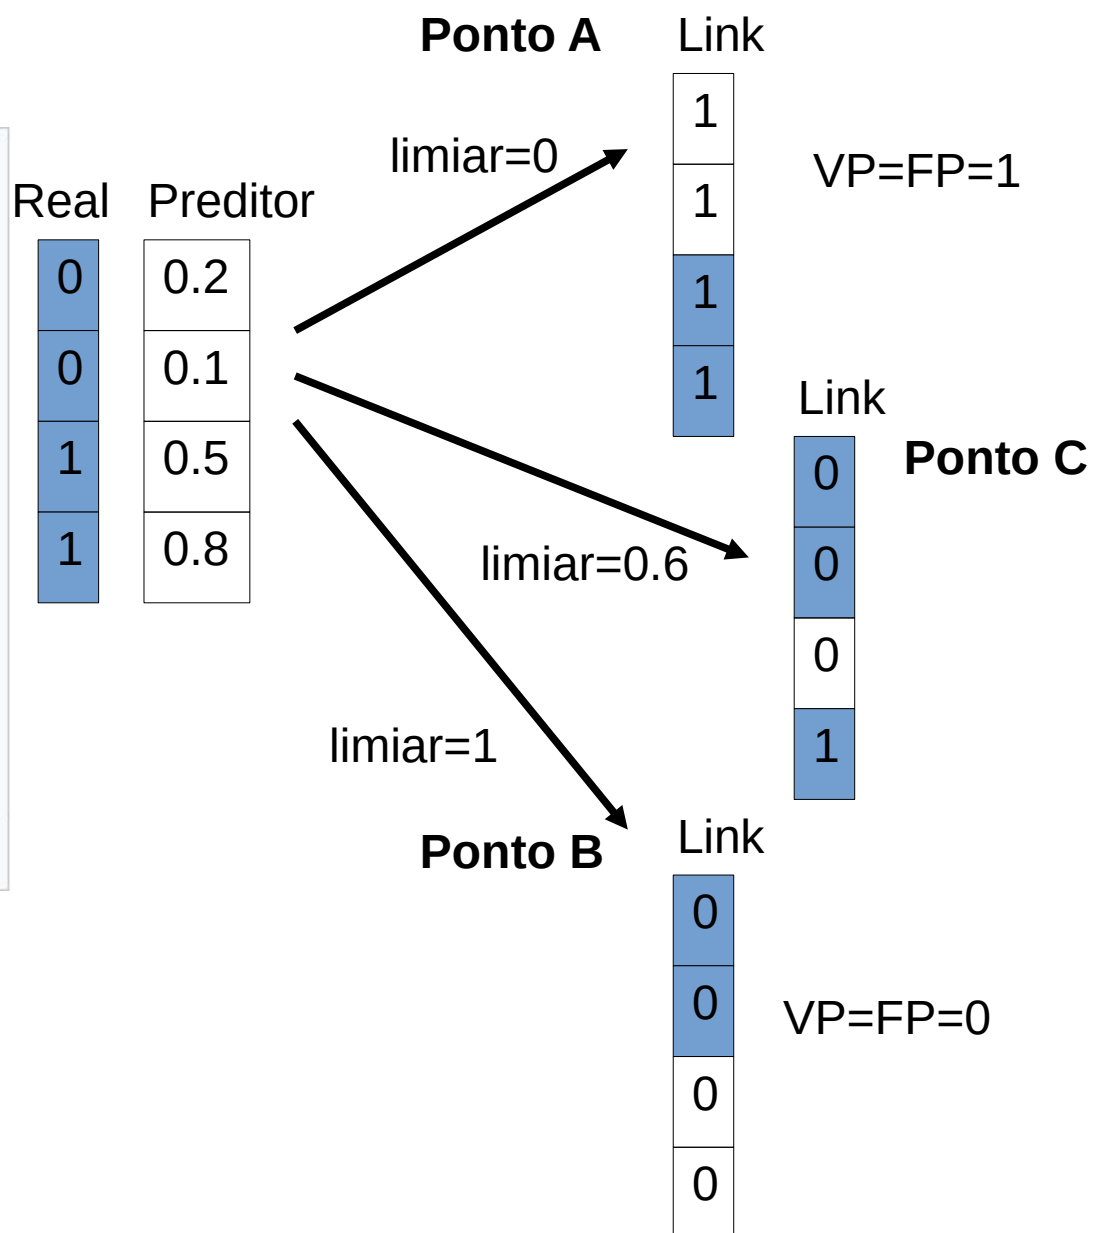 Ponto A Link
1
1
1
1
limiar=0
VP=FP=1
Real Preditor
0 0.2
0 0.1
1 0.5
1 0.8
Link
Ponto C
0
0
0
1
limiar=0.6
limiar=1
Ponto B Link
0
0
0
0
VP=FP=0